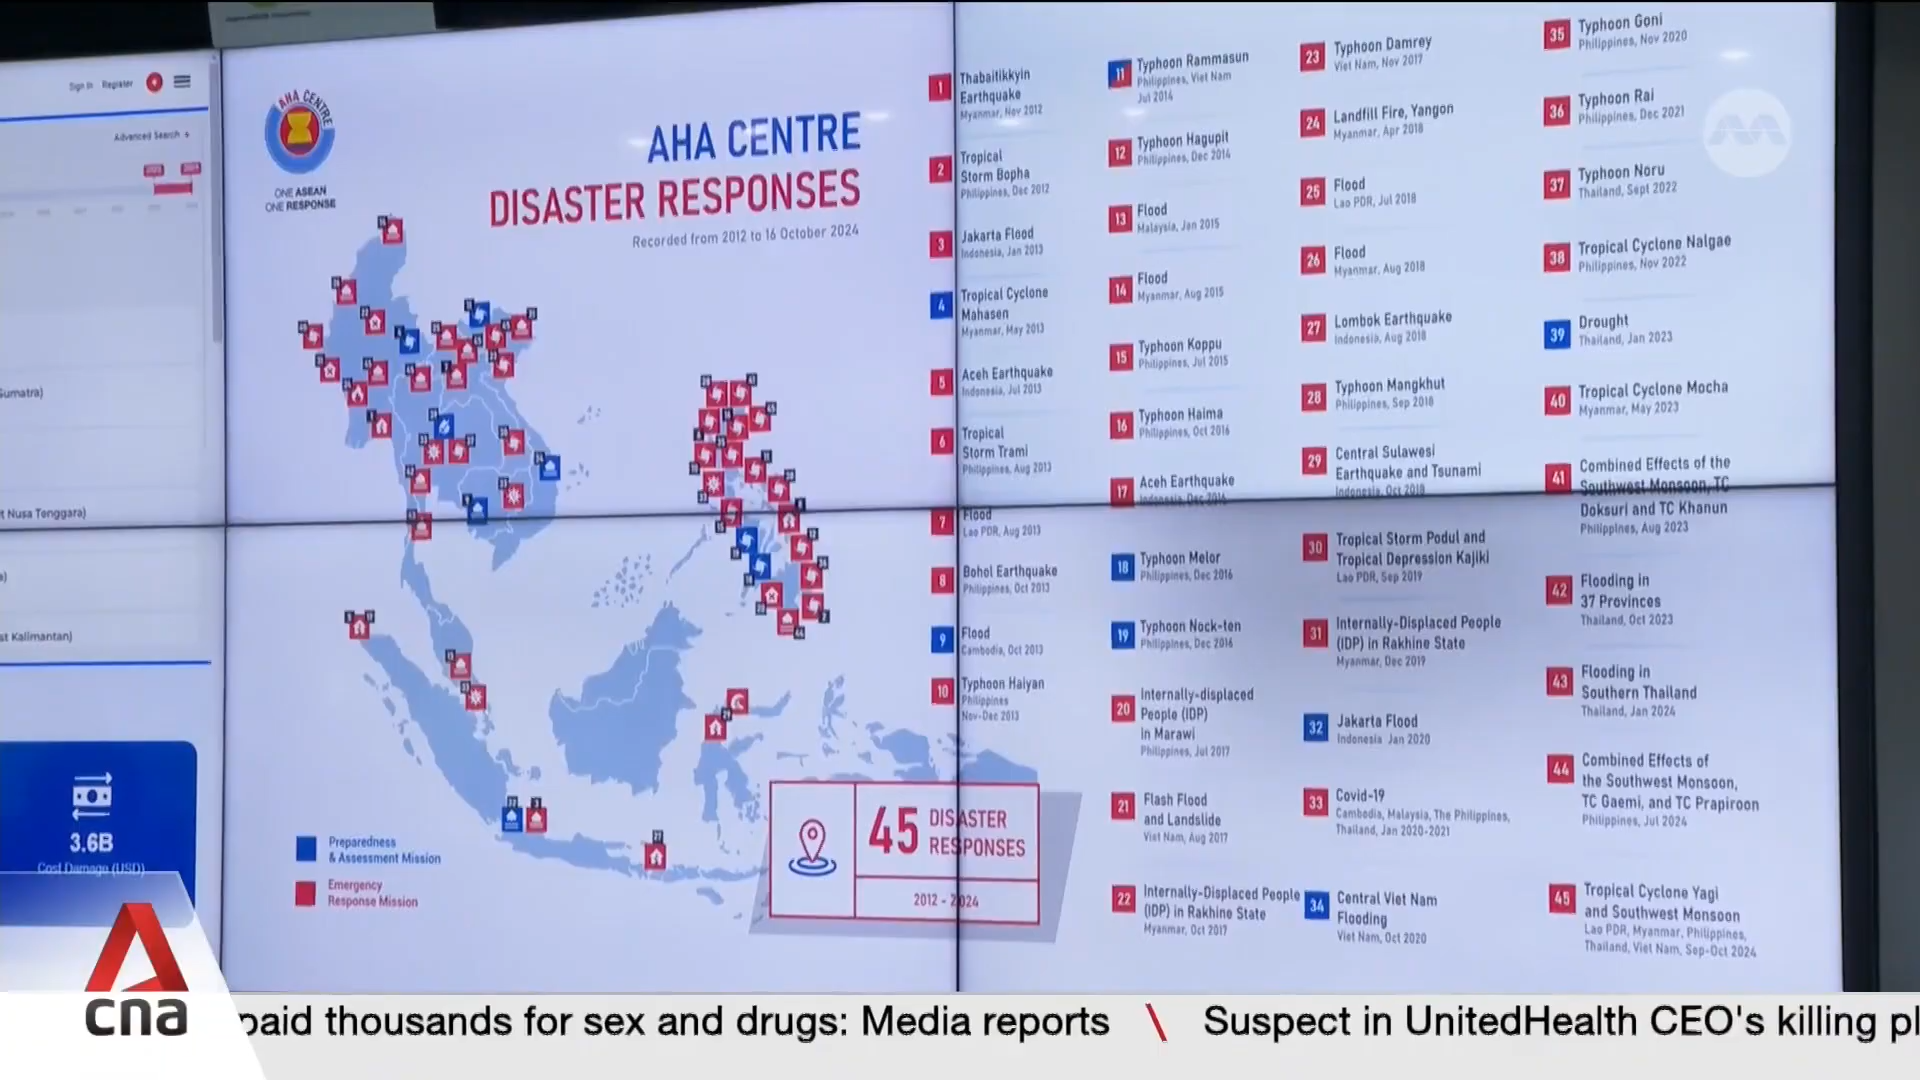 Sign In Register
Advanced Search
Sumatra)
t Nusa Tenggara)
st Kalimantan)
3.6B
Cost Damage (USD)
AHA CENTRE
ONE ASEAN
ONE RESPONSE
AHA CENTRE
DISASTER RESPONSES
Recorded from 2012 to 16 October 2024
Preparedness
& Assessment Mission
Emergency
Response Mission
45 DISASTER
RESPONSES
2012 - 2024
1 Thabaitikkyin
Earthquake
Myanmar, Nov 2012
2 Tropical
Storm Bopha
Philippines, Dec 2012
3 Jakarta Flood
Indonesia, Jan 2013
4 Tropical Cyclone
Mahasen
Myanmar, May 2013
5 Aceh Earthquake
Indonesia, Jul 2013
6 Tropical
Storm Trami
Philippines, Aug 2013
7 Flood
Lao PDR, Aug 2013
8 Bohol Earthquake
Philippines, Oct 2013
9 Flood
Cambodia, Oct 2013
10 Typhoon Haiyan
Philippines
Nov-Dec 2013
11 Typhoon Rammasun
Philippines, Viet Nam
Jul 2014
12 Typhoon Hagupit
Philippines, Dec 2014
13 Flood
Malaysia, Jan 2015
14 Flood
Myanmar, Aug 2015
15 Typhoon Koppu
Philippines, Jul 2015
16 Typhoon Haima
Philippines, Oct 2016
17 Aceh Earthquake
Indonesia, Dec 2016
18 Typhoon Melor
Philippines, Dec 2016
19 Typhoon Nock-ten
Philippines, Dec 2016
20 Internally-displaced
People (IDP)
in Marawi
Philippines, Jul 2017
21 Flash Flood
and Landslide
Viet Nam, Aug 2017
22 Internally-Displaced People
(IDP) in Rakhine State
Myanmar, Oct 2017
23 Typhoon Damrey
Viet Nam, Nov 2017
24 Landfill Fire, Yangon
Myanmar, Apr 2018
25 Flood
Lao PDR, Jul 2018
26 Flood
Myanmar, Aug 2018
27 Lombok Earthquake
Indonesia, Aug 2018
28 Typhoon Mangkhut
Philippines, Sep 2018
29 Central Sulawesi
Earthquake and Tsunami
Indonesia, Oct 2018
30 Tropical Storm Podul and
Tropical Depression Kajiki
Lao PDR, Sep 2019
31 Internally-Displaced People
(IDP) in Rakhine State
Myanmar, Dec 2019
32 Jakarta Flood
Indonesia Jan 2020
33 Covid-19
Cambodia, Malaysia, The Philippines,
Thailand, Jan 2020-2021
34 Central Viet Nam
Flooding
Viet Nam, Oct 2020
35 Typhoon Goni
Philippines, Nov 2020
36 Typhoon Rai
Philippines, Dec 2021
37 Typhoon Noru
Thailand, Sept 2022
38 Tropical Cyclone Nalgae
Philippines, Nov 2022
39 Drought
Thailand, Jan 2023
40 Tropical Cyclone Mocha
Myanmar, May 2023
41 Combined Effects of the
Southwest Monsoon, TC
Doksuri and TC Khanun
Philippines, Aug 2023
42 Flooding in
37 Provinces
Thailand, Oct 2023
43 Flooding in
Southern Thailand
Thailand, Jan 2024
44 Combined Effects of
the Southwest Monsoon,
TC Gaemi, and TC Prapiroon
Philippines, Jul 2024
45 Tropical Cyclone Yagi
and Southwest Monsoon
Lao PDR, Myanmar, Philippines,
Thailand, Viet Nam, Sep-Oct 2024
cna
paid thousands for sex and drugs: Media reports \ Suspect in UnitedHealth CEO's killing pl